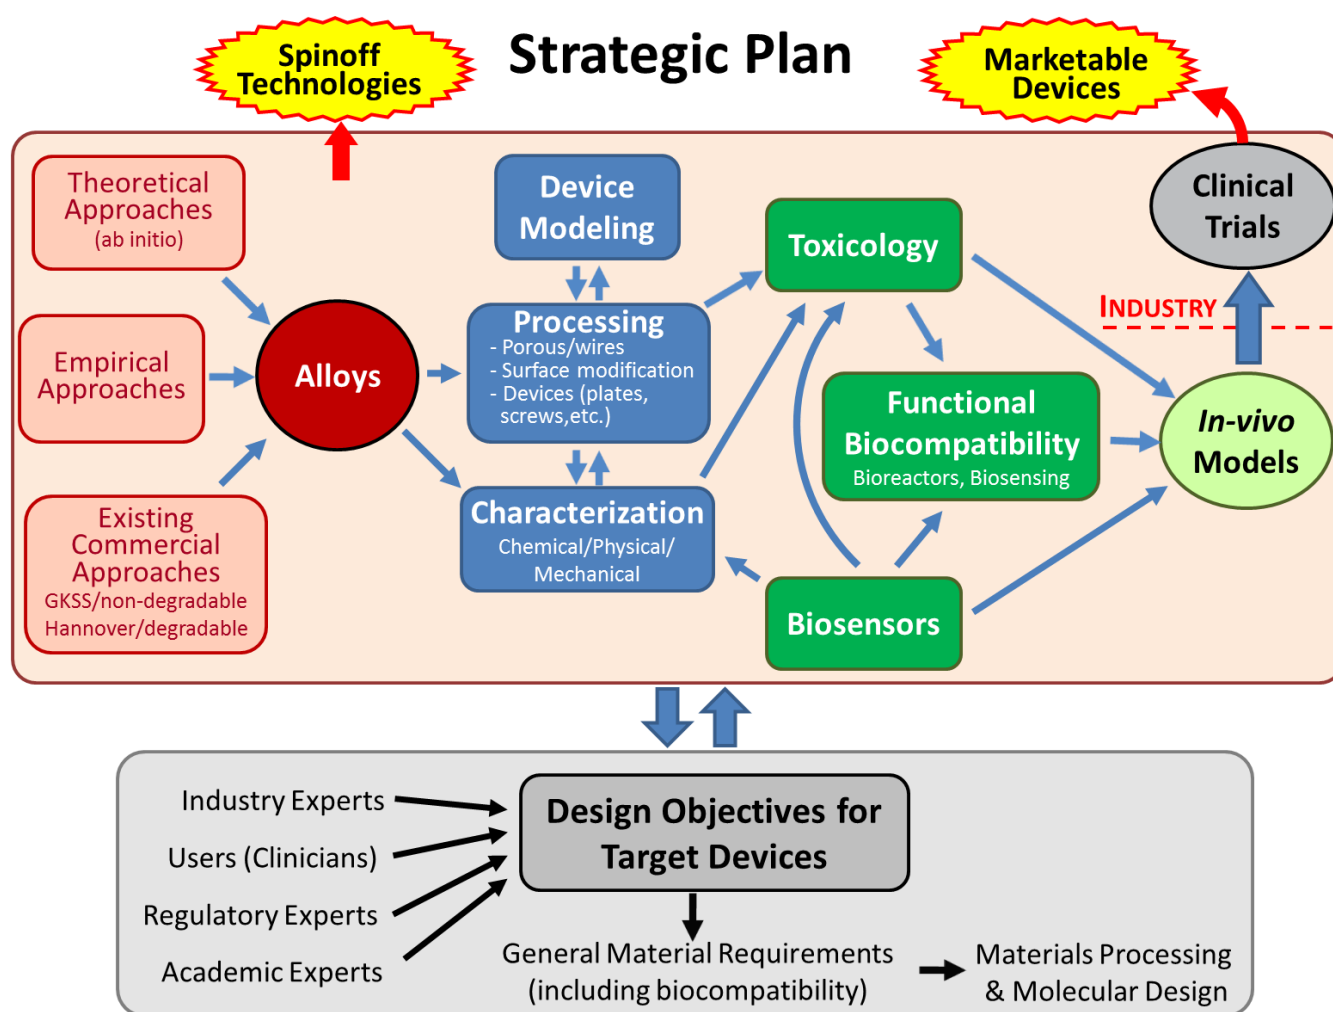 Strategic Plan
Spinoff
Technologies
Marketable
Devices
Theoretical
Approaches
(ab initio)
Empirical
Approaches
Existing
Commercial
Approaches
GKSS/non-degradable
Hannover/degradable
Alloys
Device
Modeling
Processing
- Porous/wires
- Surface modification
- Devices (plates,
screws,etc.)
Characterization
Chemical/Physical/
Mechanical
Toxicology
Functional
Biocompatibility
Bioreactors, Biosensing
Biosensors
Clinical
Trials
INDUSTRY
In-vivo
Models
Industry Experts
Users (Clinicians)
Regulatory Experts
Academic Experts
Design Objectives for
Target Devices
General Material Requirements
(including biocompatibility)
Materials Processing
& Molecular Design